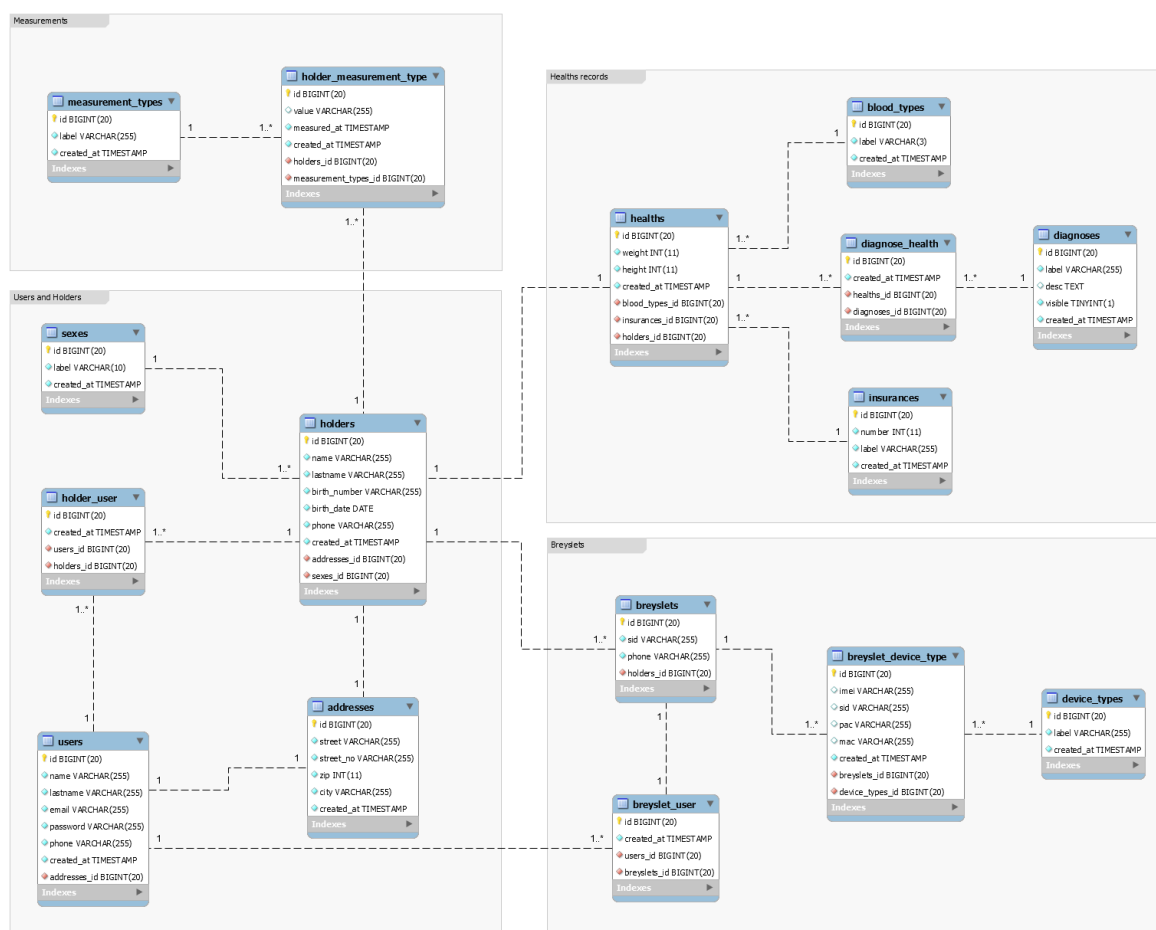 Measurements
measurement_types
id BIGINT(20)
label VARCHAR(255)
created_at TIMESTAMP
Indexes
1
1..*
holder_measurement_type
id BIGINT(20)
value VARCHAR(255)
measured_at TIMESTAMP
created_at TIMESTAMP
holders_id BIGINT(20)
measurement_types_id BIGINT(20)
Indexes
1..*
1
Users and Holders
sexes
id BIGINT(20)
label VARCHAR(10)
created_at TIMESTAMP
Indexes
1
1..*
holders
id BIGINT(20)
name VARCHAR(255)
lastname VARCHAR(255)
birth_number VARCHAR(255)
birth_date DATE
phone VARCHAR(255)
created_at TIMESTAMP
addresses_id BIGINT(20)
sexes_id BIGINT(20)
Indexes
1
1
1
1
holder_user
id BIGINT(20)
created_at TIMESTAMP
users_id BIGINT(20)
holders_id BIGINT(20)
Indexes
1..*
1
1..*
1
users
id BIGINT(20)
name VARCHAR(255)
lastname VARCHAR(255)
email VARCHAR(255)
password VARCHAR(255)
phone VARCHAR(255)
created_at TIMESTAMP
addresses_id BIGINT(20)
Indexes
1
1
1
1..*
addresses
id BIGINT(20)
street VARCHAR(255)
street_no VARCHAR(255)
zip INT(11)
city VARCHAR(255)
created_at TIMESTAMP
Indexes
Healths records
blood_types
id BIGINT(20)
label VARCHAR(3)
created_at TIMESTAMP
Indexes
1
1..*
healths
id BIGINT(20)
weight INT(11)
height INT(11)
created_at TIMESTAMP
blood_types_id BIGINT(20)
insurances_id BIGINT(20)
holders_id BIGINT(20)
Indexes
1
1
1..*
1..*
1
diagnose_health
id BIGINT(20)
created_at TIMESTAMP
healths_id BIGINT(20)
diagnoses_id BIGINT(20)
Indexes
1..*
1
diagnoses
id BIGINT(20)
label VARCHAR(255)
desc TEXT
visible TINYINT(1)
created_at TIMESTAMP
Indexes
insurances
id BIGINT(20)
number INT(11)
label VARCHAR(255)
created_at TIMESTAMP
Indexes
Breyslets
breyslets
id BIGINT(20)
sid VARCHAR(255)
phone VARCHAR(255)
holders_id BIGINT(20)
Indexes
1..*
1
1..*
1
1
breyslet_device_type
id BIGINT(20)
imei VARCHAR(255)
sid VARCHAR(255)
pac VARCHAR(255)
mac VARCHAR(255)
created_at TIMESTAMP
breyslets_id BIGINT(20)
device_types_id BIGINT(20)
Indexes
1..*
1
device_types
id BIGINT(20)
label VARCHAR(255)
created_at TIMESTAMP
Indexes
breyslet_user
id BIGINT(20)
created_at TIMESTAMP
users_id BIGINT(20)
breyslets_id BIGINT(20)
Indexes